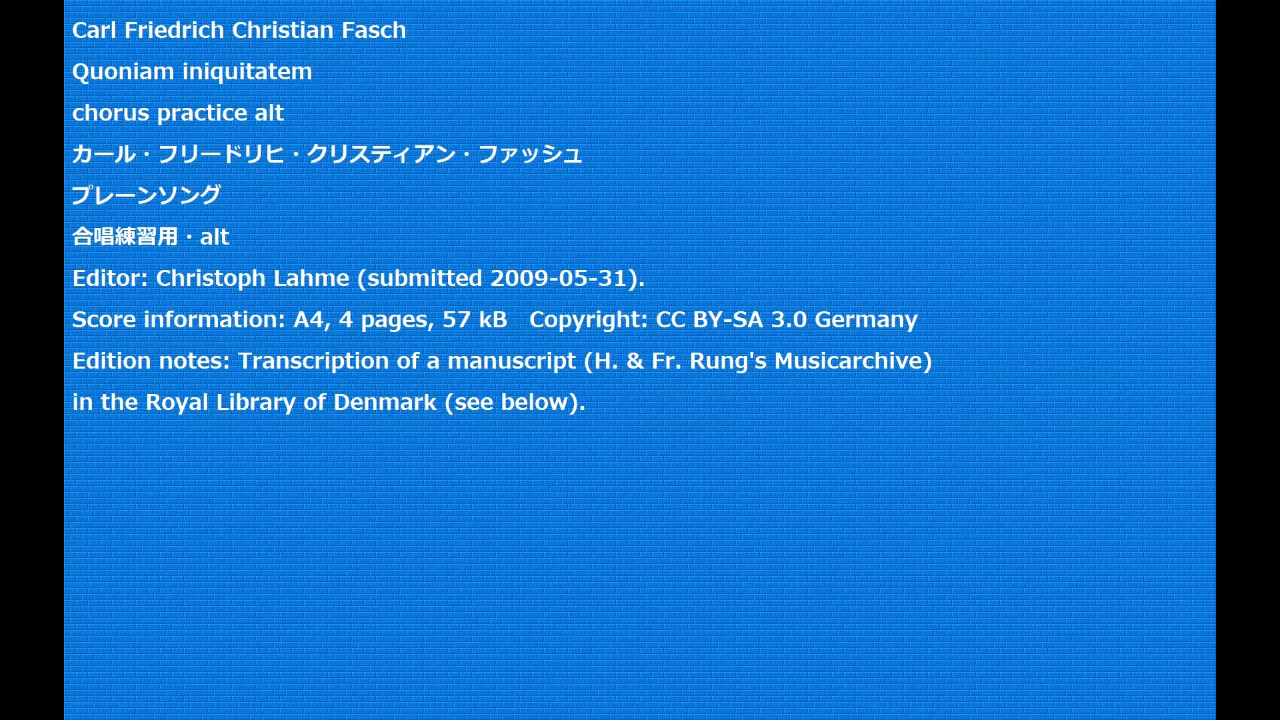 Carl Friedrich Christian Fasch
Quoniam iniquitatem
chorus practice alt
カール・フリードリヒ・クリスティアン・ファッシュ
プレーンソング
合唱練習用・alt
Editor: Christoph Lahme (submitted 2009-05-31).
Score information: A4, 4 pages, 57 kB   Copyright: CC BY-SA 3.0 Germany
Edition notes: Transcription of a manuscript (H. & Fr. Rung's Musicarchive)
in the Royal Library of Denmark (see below).